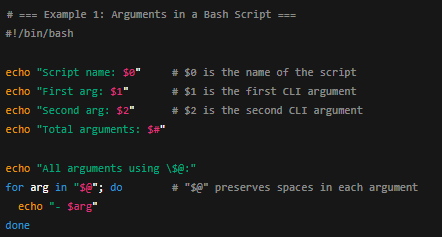 # === Example 1: Arguments in a Bash Script ===
#!/bin/bash

echo "Script name: $0"     # $0 is the name of the script
echo "First arg: $1"       # $1 is the first CLI argument
echo "Second arg: $2"      # $2 is the second CLI argument
echo "Total arguments: $#"

echo "All arguments using \$@:"
for arg in "$@"; do        # "$@" preserves spaces in each argument
  echo "- $arg"
done